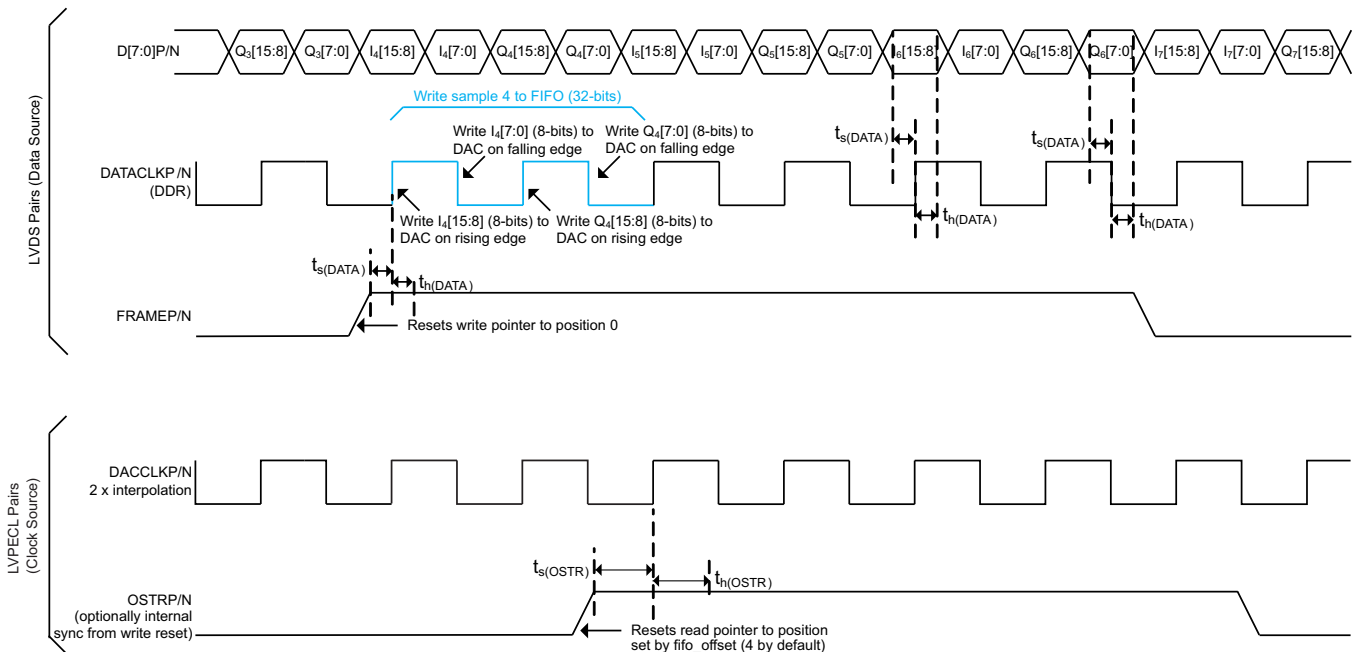 LVDS Pairs (Data Source)
D[7:0]P/N
Q₃[15:8] Q₃[7:0] I₄[15:8] I₄[7:0] Q₄[15:8] Q₄[7:0] I₅[15:8] I₅[7:0] Q₅[15:8] Q₅[7:0] I₆[15:8] I₆[7:0] Q₆[15:8] Q₆[7:0] I₇[15:8] I₇[7:0] Q₇[15:8]
Write sample 4 to FIFO (32-bits)
Write I₄[7:0] (8-bits) to
DAC on falling edge
Write Q₄[7:0] (8-bits) to
DAC on falling edge
ts(DATA)
ts(DATA)
DATACLKP/N
(DDR)
Write I₄[15:8] (8-bits) to
DAC on rising edge
Write Q₄[15:8] (8-bits) to
DAC on rising edge
th(DATA)
th(DATA)
ts(DATA)
th(DATA)
FRAMEP/N
Resets write pointer to position 0
LVPECL Pairs
(Clock Source)
DACCLKP/N
2 x interpolation
ts(OSTR)
th(OSTR)
OSTRP/N
(optionally internal
sync from write reset)
Resets read pointer to position
set by fifo_offset (4 by default)